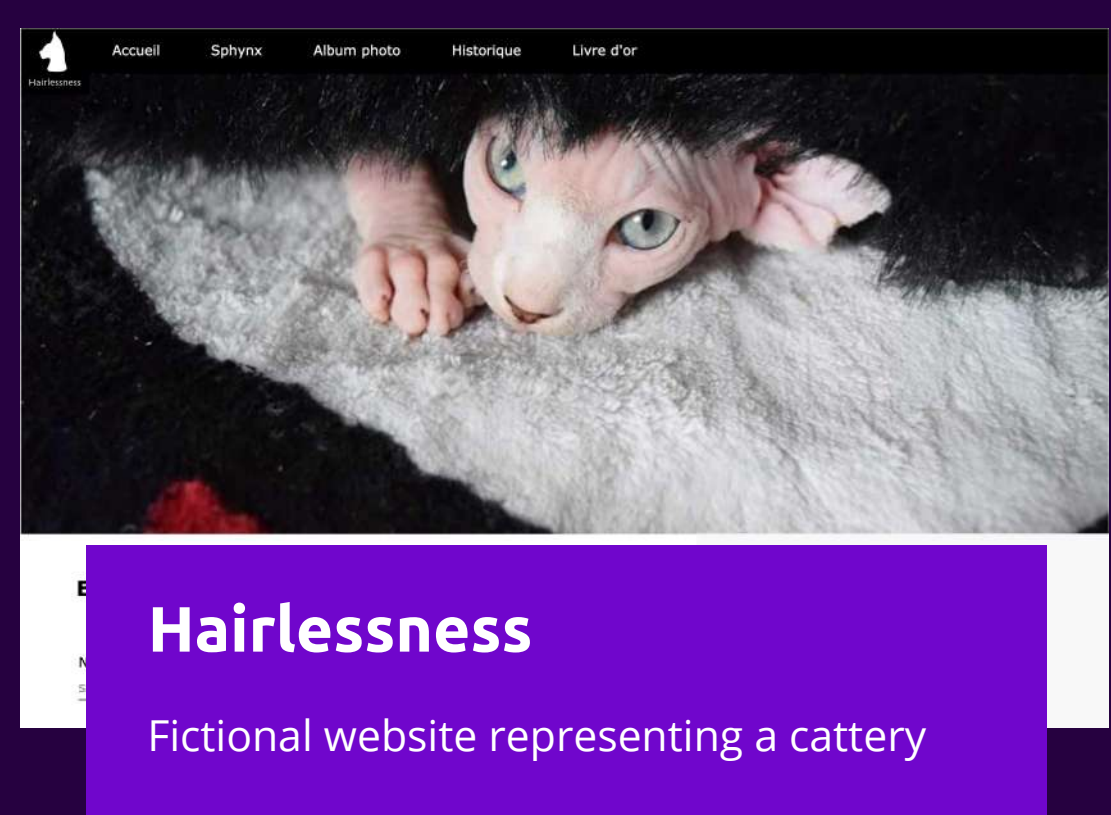 Accueil Sphynx Album photo Historique Livre d'or
Hairlessness
Hairlessness
Fictional website representing a cattery